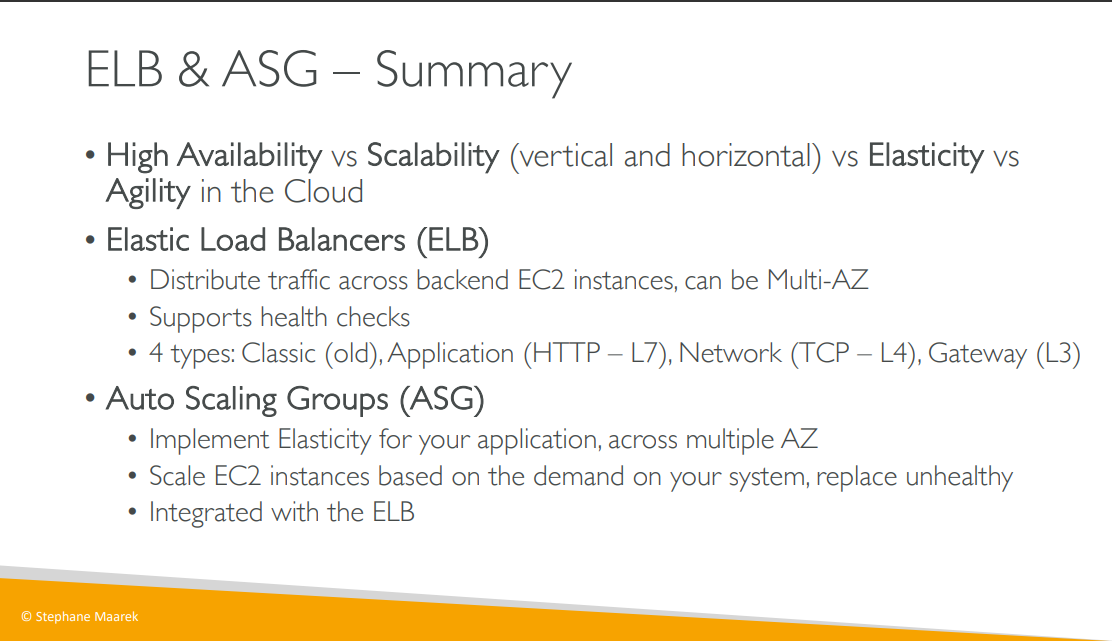 ELB & ASG – Summary
• High Availability vs Scalability (vertical and horizontal) vs Elasticity vs
Agility in the Cloud
• Elastic Load Balancers (ELB)
• Distribute traffic across backend EC2 instances, can be Multi-AZ
• Supports health checks
• 4 types: Classic (old), Application (HTTP – L7), Network (TCP – L4), Gateway (L3)
• Auto Scaling Groups (ASG)
• Implement Elasticity for your application, across multiple AZ
• Scale EC2 instances based on the demand on your system, replace unhealthy
• Integrated with the ELB
© Stephane Maarek